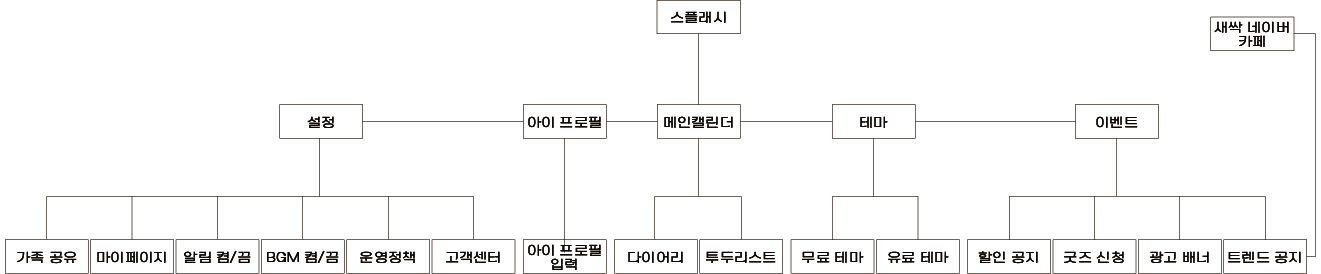 스플래시
새싹 네이버
카페
설정
아이 프로필
메인캘린더
테마
이벤트
가족 공유
마이페이지
알림 켬/끔
BGM 켬/끔
운영정책
고객센터
아이 프로필
입력
다이어리
투두리스트
무료 테마
유료 테마
할인 공지
굿즈 신청
광고 배너
트렌드 공지